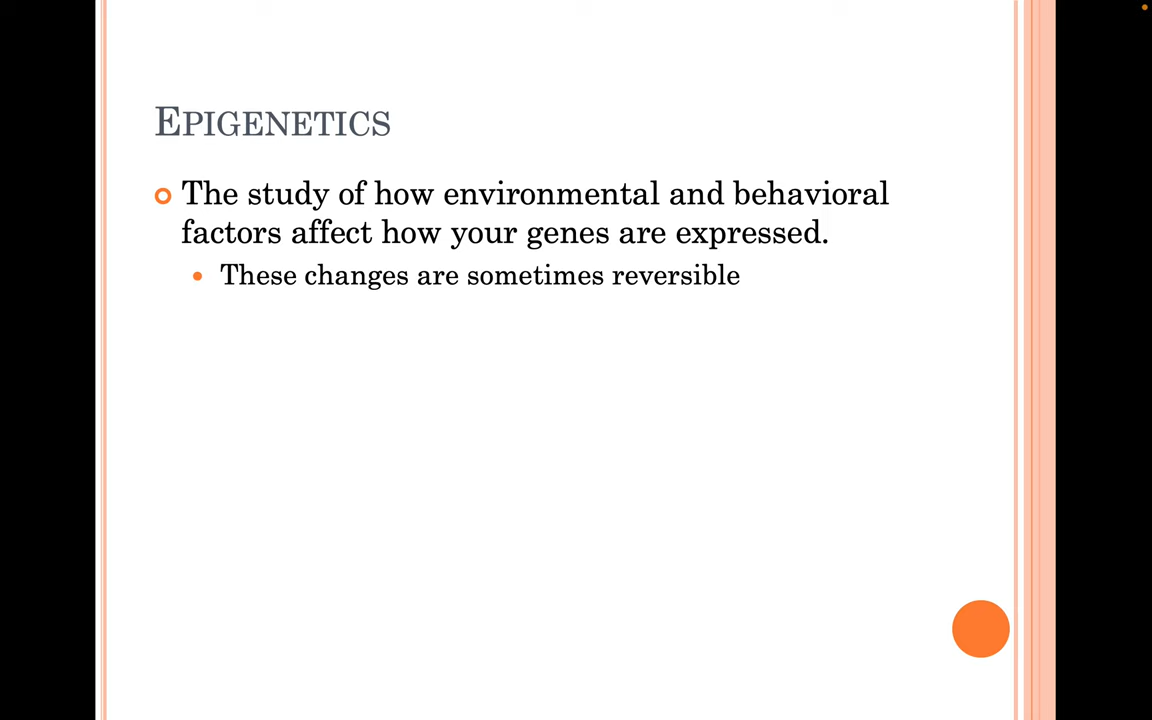 EPIGENETICS
The study of how environmental and behavioral
factors affect how your genes are expressed.
These changes are sometimes reversible